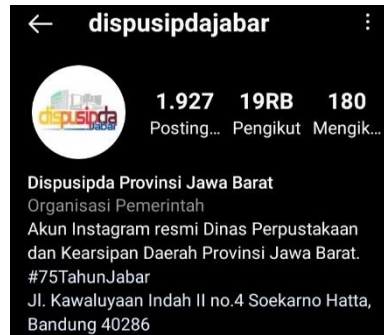 dispusipdajabar
dispusipda
Jabar
1.927 19RB 180
Posting... Pengikut Mengik...
Dispusipda Provinsi Jawa Barat
Organisasi Pemerintah
Akun Instagram resmi Dinas Perpustakaan
dan Kearsipan Daerah Provinsi Jawa Barat.
#75TahunJabar
Jl. Kawaluyaan Indah II no.4 Soekarno Hatta,
Bandung 40286